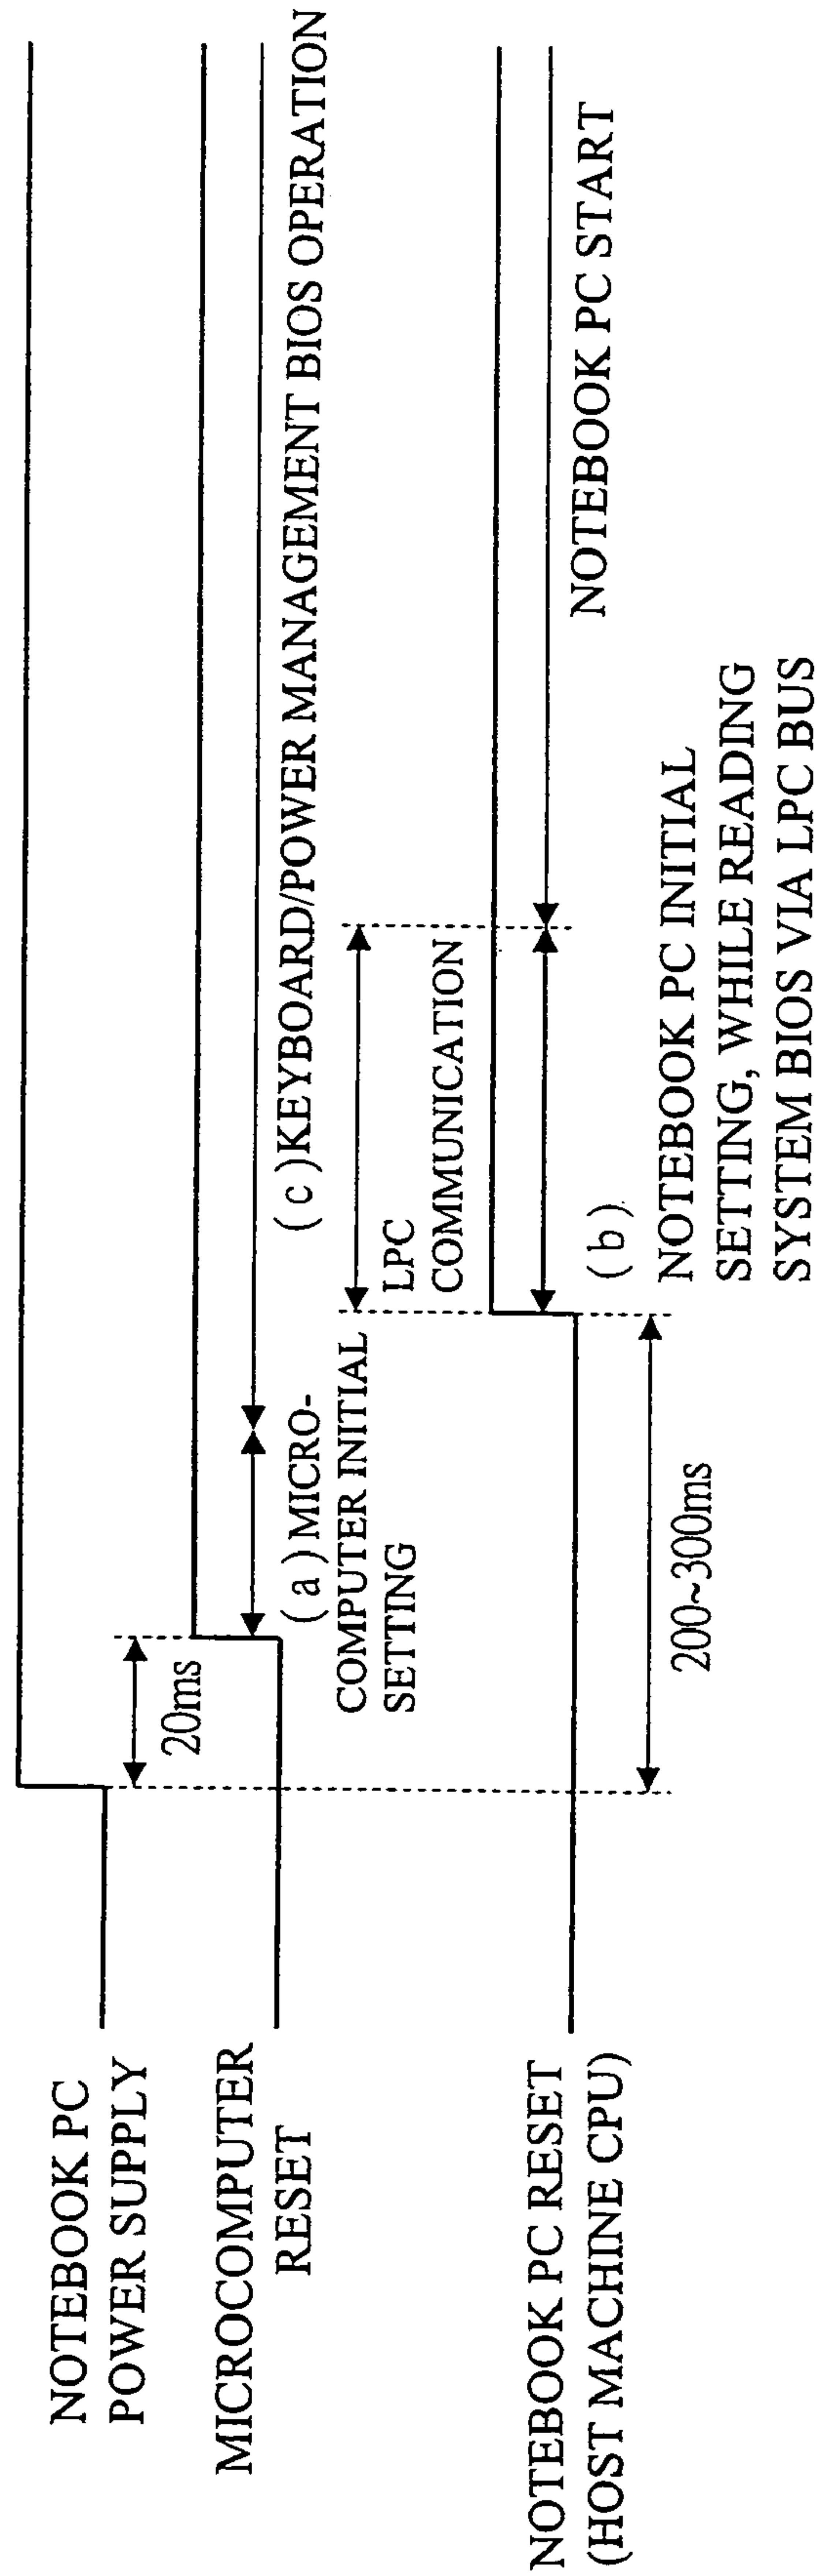 NOTEBOOK PC
POWER SUPPLY
20ms
MICROCOMPUTER
RESET
(a)MICRO-
COMPUTER INITIAL
SETTING
(c)KEYBOARD/POWER MANAGEMENT BIOS OPERATION
LPC
COMMUNICATION
NOTEBOOK PC RESET
(HOST MACHINE CPU)
200~300ms
(b)
NOTEBOOK PC INITIAL
SETTING, WHILE READING
SYSTEM BIOS VIA LPC BUS
NOTEBOOK PC START